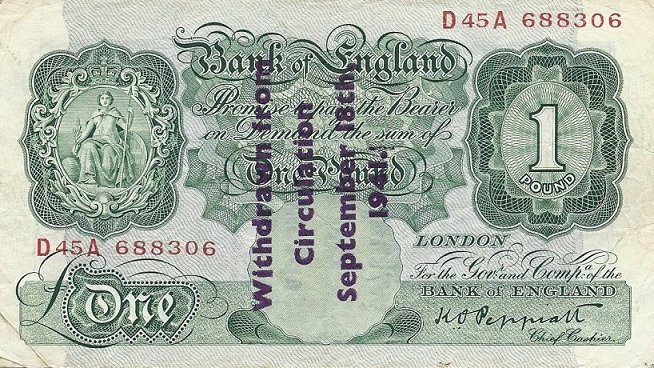 D45A 688306
Bank of England
Promise to pay the Bearer
on Demand the sum of
One Pound
1
POUND
D45A 688306
LONDON
For the Govr. and Compa. of the
BANK of ENGLAND
£One
K O Peppiatt
Chief Cashier.
Withdrawn from
Circulation
September 18th
1941.